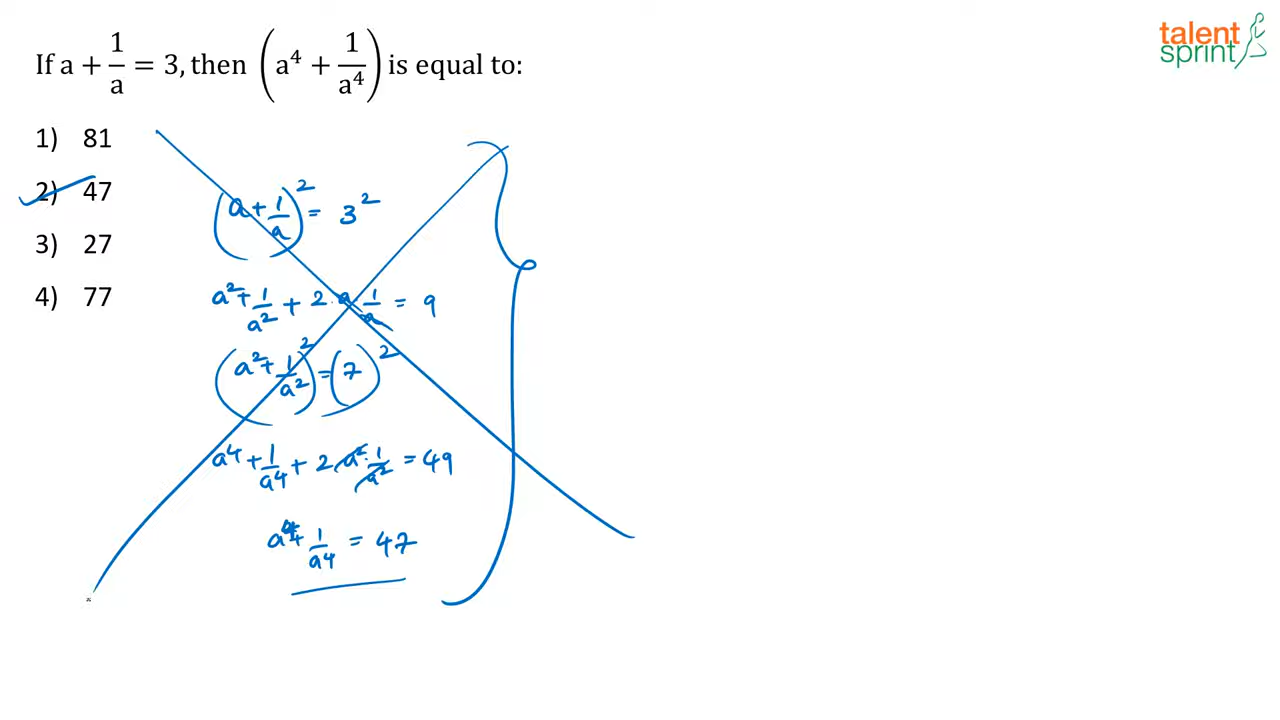 If a + 1/a = 3, then (a⁴ + 1/a⁴) is equal to:
talent
sprint
1) 81
2) 47
3) 27
4) 77
(a + 1/a)² = 3²
a² + 1/a² + 2 · a · 1/a = 9
(a² + 1/a²)² = (7)²
a⁴ + 1/a⁴ + 2 a² · 1/a² = 49
a⁴ + 1/a⁴ = 47